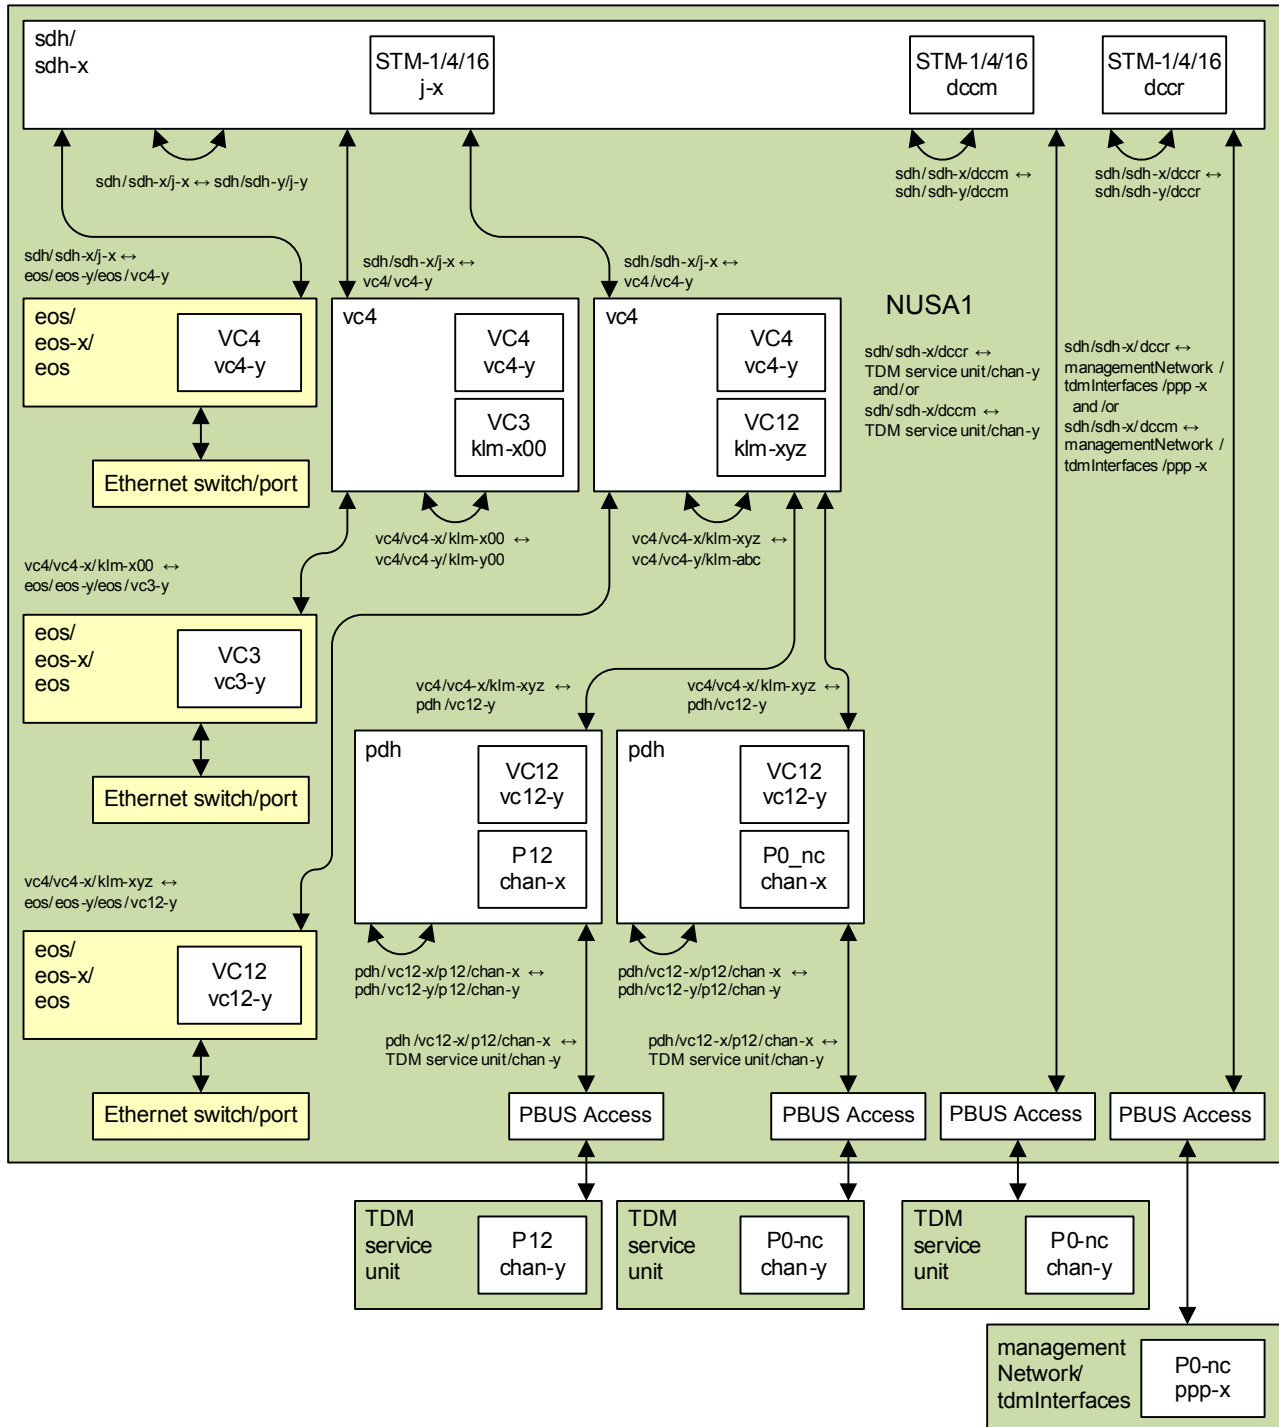 sdh/
sdh-x
STM-1/4/16
j-x
STM-1/4/16
dccm
STM-1/4/16
dccr
sdh/sdh-x/j-x ↔ sdh/sdh-y/j-y
sdh/sdh-x/dccm ↔
sdh/sdh-y/dccm
sdh/sdh-x/dccr ↔
sdh/sdh-y/dccr
sdh/sdh-x/j-x ↔
eos/eos-y/eos/vc4-y
sdh/sdh-x/j-x ↔
vc4/vc4-y
sdh/sdh-x/j-x ↔
vc4/vc4-y
eos/
eos-x/
eos
VC4
vc4-y
vc4
VC4
vc4-y
VC3
klm-x00
vc4
VC4
vc4-y
VC12
klm-xyz
NUSA1
sdh/sdh-x/dccr ↔
TDM service unit/chan-y
and/or
sdh/sdh-x/dccm ↔
TDM service unit/chan-y
sdh/sdh-x/dccr ↔
managementNetwork/
tdmInterfaces/ppp-x
and/or
sdh/sdh-x/dccm ↔
managementNetwork/
tdmInterfaces/ppp-x
Ethernet switch/port
vc4/vc4-x/klm-x00 ↔
vc4/vc4-y/klm-y00
vc4/vc4-x/klm-xyz ↔
vc4/vc4-y/klm-abc
vc4/vc4-x/klm-x00 ↔
eos/eos-y/eos/vc3-y
eos/
eos-x/
eos
VC3
vc3-y
Ethernet switch/port
vc4/vc4-x/klm-xyz ↔
pdh/vc12-y
vc4/vc4-x/klm-xyz ↔
pdh/vc12-y
pdh
VC12
vc12-y
P12
chan-x
pdh
VC12
vc12-y
P0_nc
chan-x
vc4/vc4-x/klm-xyz ↔
eos/eos-y/eos/vc12-y
eos/
eos-x/
eos
VC12
vc12-y
Ethernet switch/port
pdh/vc12-x/p12/chan-x ↔
pdh/vc12-y/p12/chan-y
pdh/vc12-x/p12/chan-x ↔
pdh/vc12-y/p12/chan-y
pdh/vc12-x/p12/chan-x ↔
TDM service unit/chan-y
pdh/vc12-x/p12/chan-x ↔
TDM service unit/chan-y
PBUS Access
PBUS Access
PBUS Access
PBUS Access
TDM
service
unit
P12
chan-y
TDM
service
unit
P0-nc
chan-y
TDM
service
unit
P0-nc
chan-y
management
Network/
tdmInterfaces
P0-nc
ppp-x